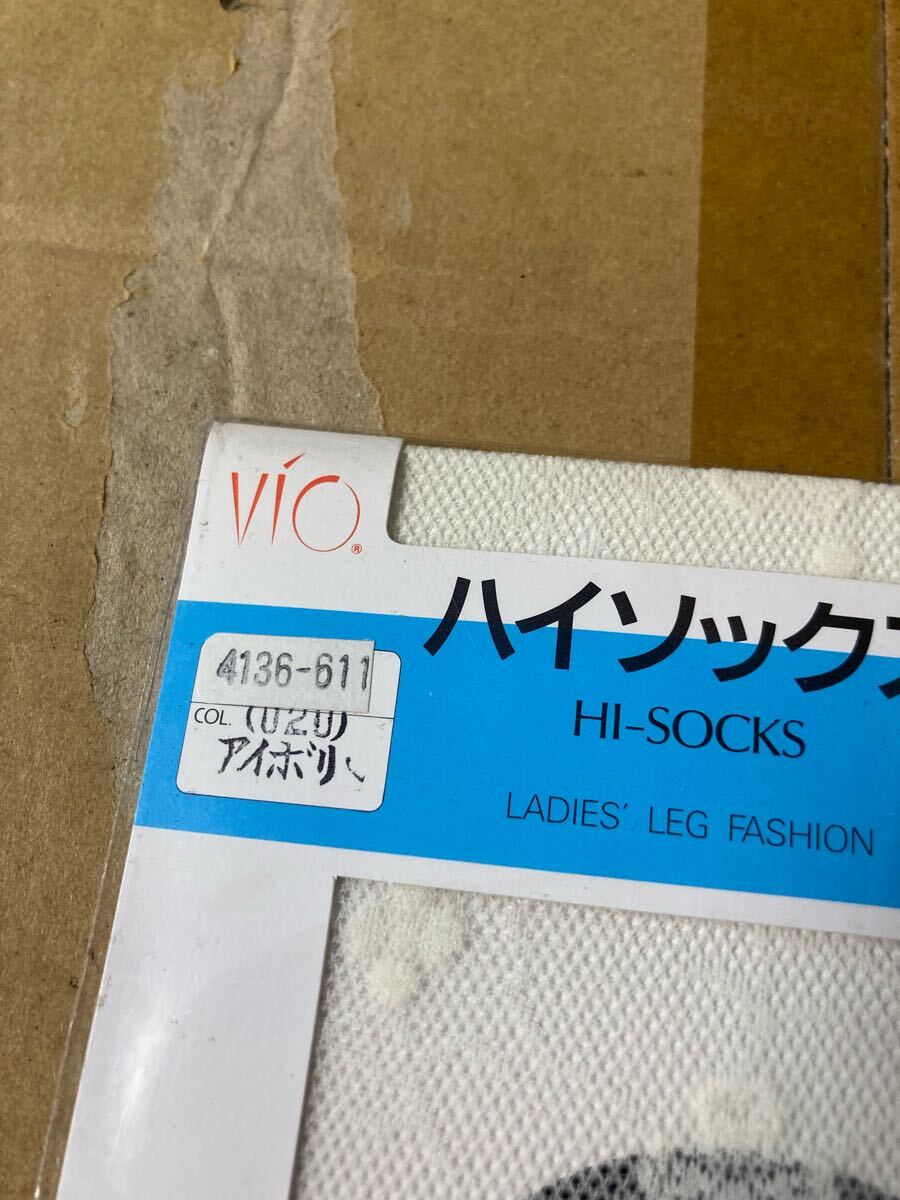 VIO®
ハイソックス
4136-611
COL. (020)
アイボリー
HI-SOCKS
LADIES' LEG FASHION